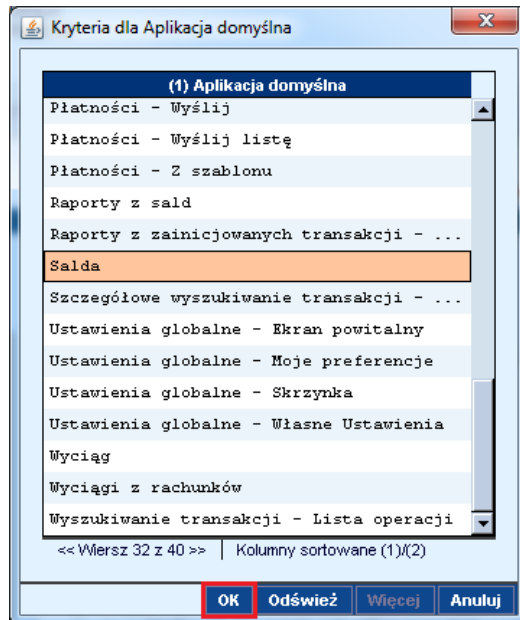 Kryteria dla Aplikacja domyślna
(1) Aplikacja domyślna
Płatności - Wyślij
Płatności - Wyślij listę
Płatności - Z szablonu
Raporty z sald
Raporty z zainicjowanych transakcji - ...
Salda
Szczegółowe wyszukiwanie transakcji - ...
Ustawienia globalne - Ekran powitalny
Ustawienia globalne - Moje preferencje
Ustawienia globalne - Skrzynka
Ustawienia globalne - Własne Ustawienia
Wyciąg
Wyciągi z rachunków
Wyszukiwanie transakcji - Lista operacji
<< Wiersz 32 z 40 >> | Kolumny sortowane (1)/(2)
OK Odśwież Więcej Anuluj